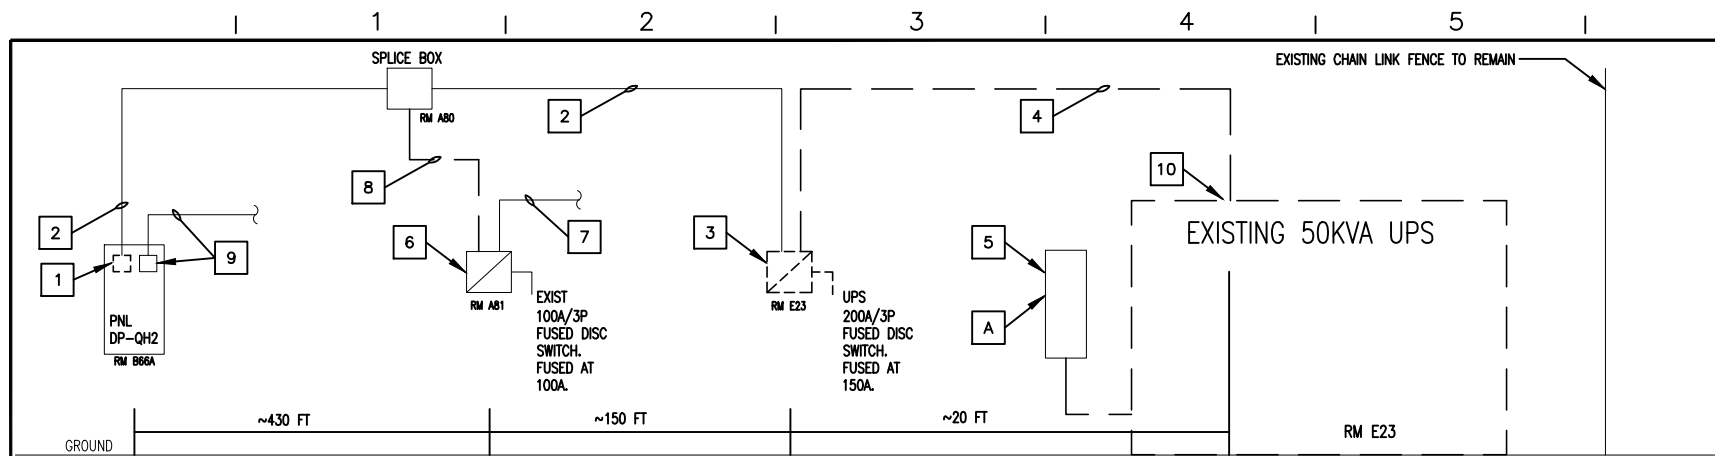 1 2 3 4 5
SPLICE BOX
EXISTING CHAIN LINK FENCE TO REMAIN
RM A80
2
4
8
10
2
9
1
6
7
3
5
A
EXISTING 50KVA UPS
PNL
DP-QH2
RM B66A
RM A81
EXIST
100A/3P
FUSED DISC
SWITCH.
FUSED AT
100A.
RM E23
UPS
200A/3P
FUSED DISC
SWITCH.
FUSED AT
150A.
~430 FT
~150 FT
~20 FT
RM E23
GROUND